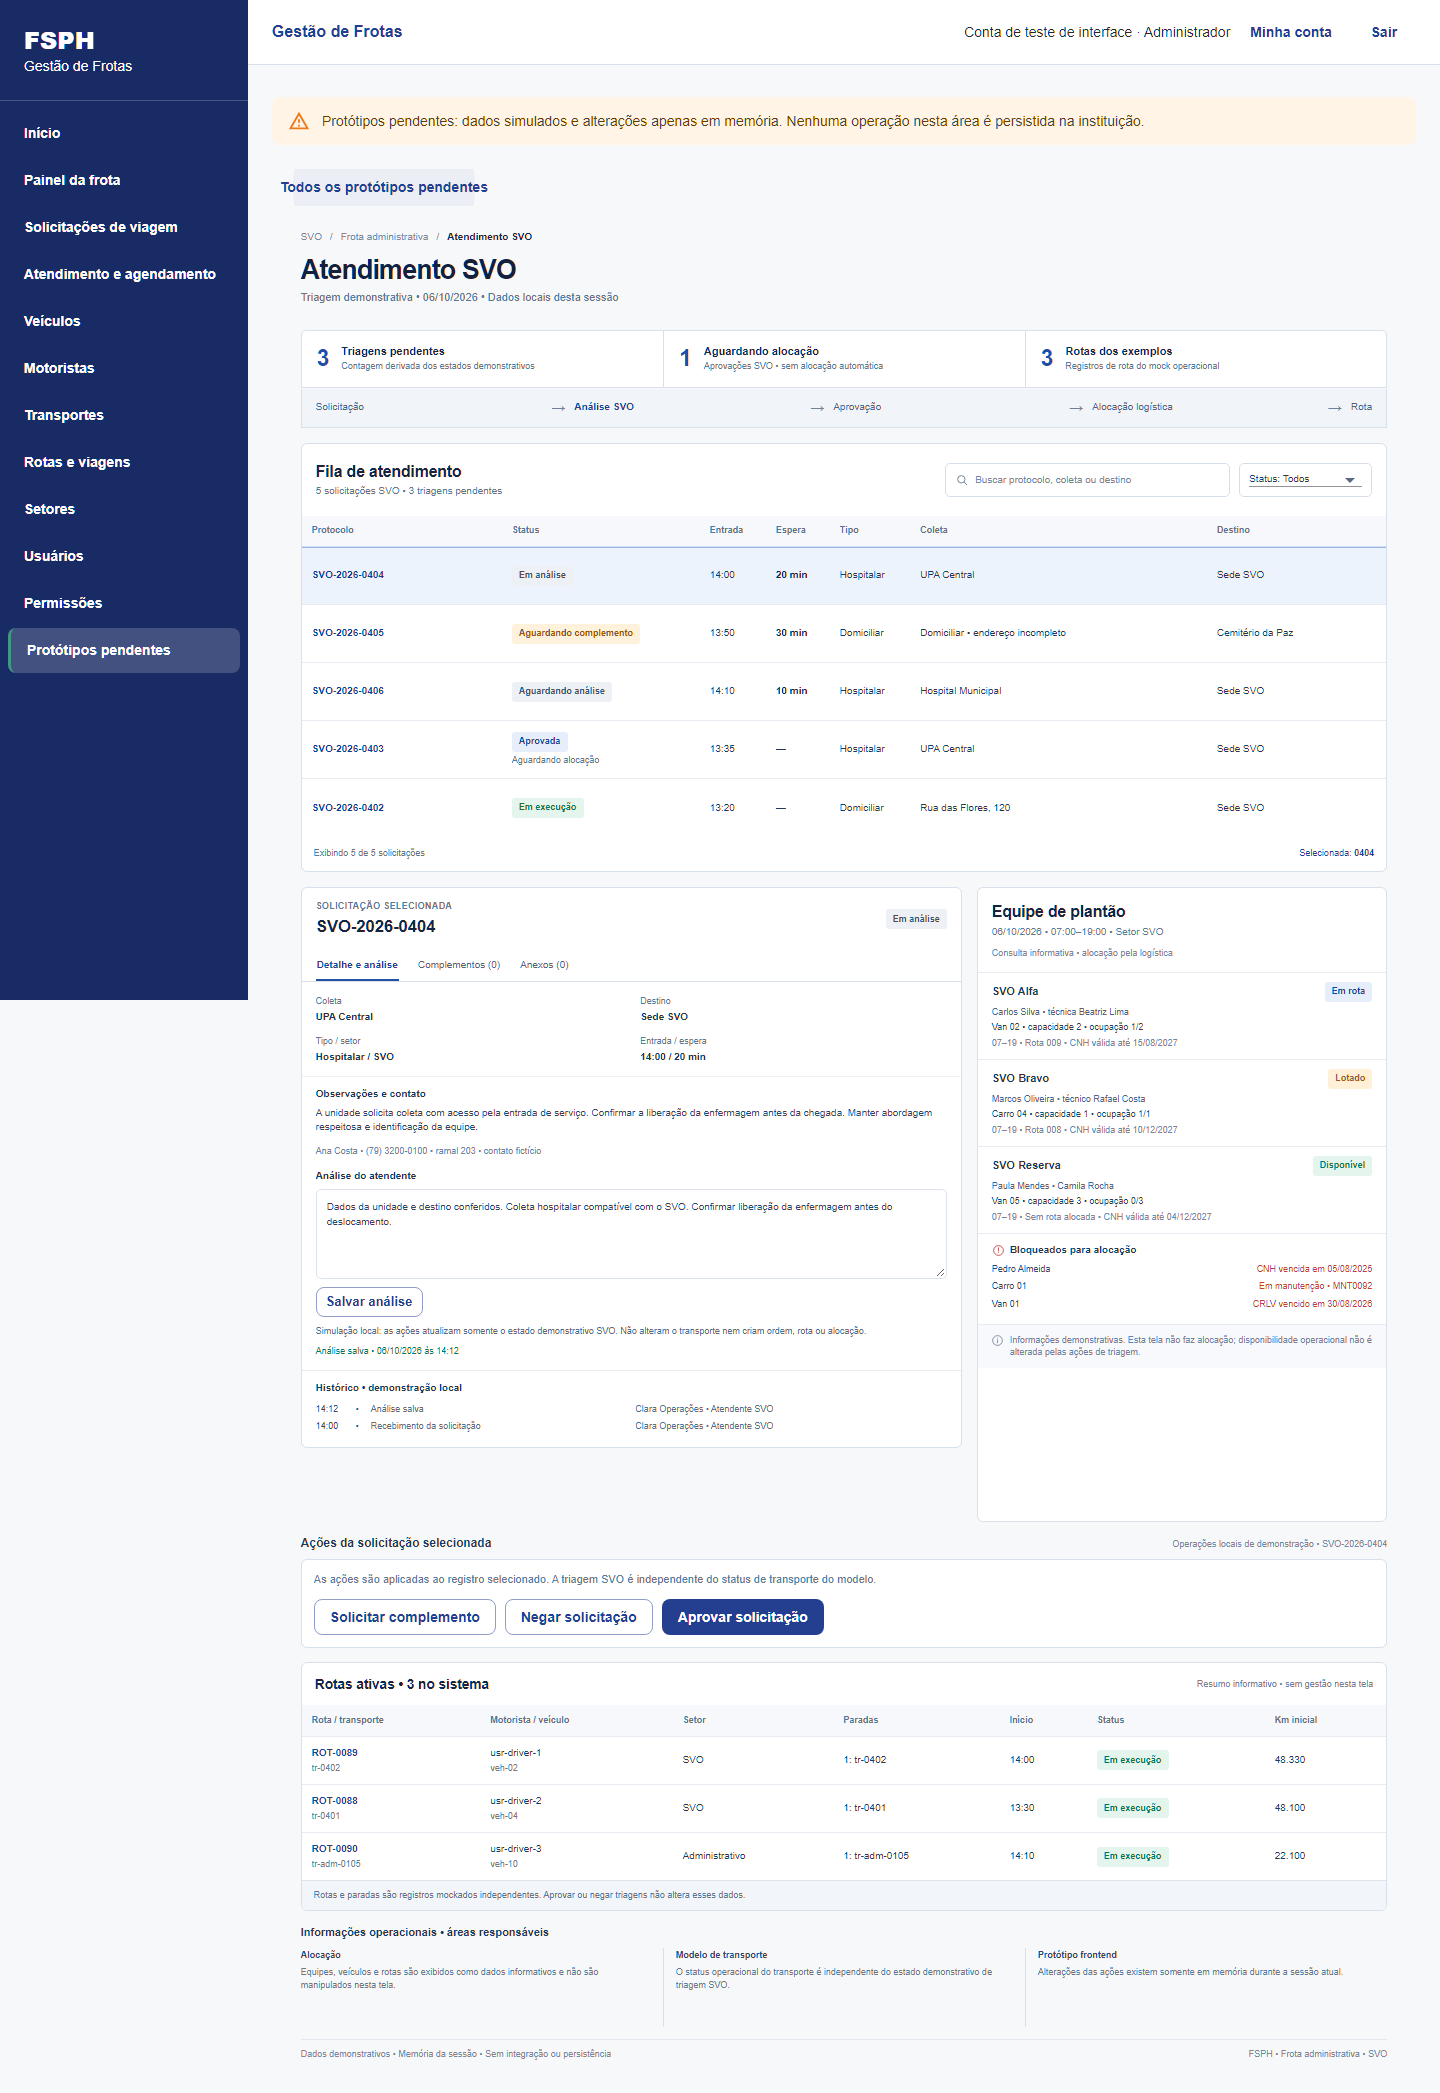 FSPH
Gestão de Frotas
Início
Painel da frota
Solicitações de viagem
Atendimento e agendamento
Veículos
Motoristas
Transportes
Rotas e viagens
Setores
Usuários
Permissões
Protótipos pendentes
Gestão de Frotas
Conta de teste de interface · Administrador
Minha conta
Sair
Protótipos pendentes: dados simulados e alterações apenas em memória. Nenhuma operação nesta área é persistida na instituição.
Todos os protótipos pendentes
SVO / Frota administrativa / Atendimento SVO
Atendimento SVO
Triagem demonstrativa • 06/10/2026 • Dados locais desta sessão
3 Triagens pendentes
Contagem derivada dos estados demonstrativos
1 Aguardando alocação
Aprovações SVO • sem alocação automática
3 Rotas dos exemplos
Registros de rota do mock operacional
Solicitação → Análise SVO → Aprovação → Alocação logística → Rota
Fila de atendimento
5 solicitações SVO • 3 triagens pendentes
Buscar protocolo, coleta ou destino
Status: Todos
Protocolo Status Entrada Espera Tipo Coleta Destino
SVO-2026-0404 Em análise 14:00 20 min Hospitalar UPA Central Sede SVO
SVO-2026-0405 Aguardando complemento 13:50 30 min Domiciliar Domiciliar • endereço incompleto Cemitério da Paz
SVO-2026-0406 Aguardando análise 14:10 10 min Hospitalar Hospital Municipal Sede SVO
SVO-2026-0403 Aprovada 13:35 — Hospitalar UPA Central Sede SVO
Aguardando alocação
SVO-2026-0402 Em execução 13:20 — Domiciliar Rua das Flores, 120 Sede SVO
Exibindo 5 de 5 solicitações
Selecionada: 0404
SOLICITAÇÃO SELECIONADA
SVO-2026-0404
Em análise
Detalhe e análise Complementos (0) Anexos (0)
Coleta Destino
UPA Central Sede SVO
Tipo / setor Entrada / espera
Hospitalar / SVO 14:00 / 20 min
Observações e contato
A unidade solicita coleta com acesso pela entrada de serviço. Confirmar a liberação da enfermagem antes da chegada. Manter abordagem
respeitosa e identificação da equipe.
Ana Costa • (79) 3200-0100 • ramal 203 • contato fictício
Análise do atendente
Dados da unidade e destino conferidos. Coleta hospitalar compatível com o SVO. Confirmar liberação da enfermagem antes do
deslocamento.
Salvar análise
Simulação local: as ações atualizam somente o estado demonstrativo SVO. Não alteram o transporte nem criam ordem, rota ou alocação.
Análise salva • 06/10/2026 às 14:12
Histórico • demonstração local
14:12 • Análise salva Clara Operações • Atendente SVO
14:00 • Recebimento da solicitação Clara Operações • Atendente SVO
Equipe de plantão
06/10/2026 • 07:00–19:00 • Setor SVO
Consulta informativa • alocação pela logística
SVO Alfa Em rota
Carlos Silva • técnica Beatriz Lima
Van 02 • capacidade 2 • ocupação 1/2
07–19 • Rota 009 • CNH válida até 15/08/2027
SVO Bravo Lotado
Marcos Oliveira • técnico Rafael Costa
Carro 04 • capacidade 1 • ocupação 1/1
07–19 • Rota 008 • CNH válida até 10/12/2027
SVO Reserva Disponível
Paula Mendes • Camila Rocha
Van 05 • capacidade 3 • ocupação 0/3
07–19 • Sem rota alocada • CNH válida até 04/12/2027
Bloqueados para alocação
Pedro Almeida CNH vencida em 05/08/2025
Carro 01 Em manutenção • MNT0092
Van 01 CRLV vencido em 30/08/2026
Informações demonstrativas. Esta tela não faz alocação; disponibilidade operacional não é
alterada pelas ações de triagem.
Ações da solicitação selecionada
Operações locais de demonstração • SVO-2026-0404
As ações são aplicadas ao registro selecionado. A triagem SVO é independente do status de transporte do modelo.
Solicitar complemento
Negar solicitação
Aprovar solicitação
Rotas ativas • 3 no sistema
Resumo informativo • sem gestão nesta tela
Rota / transporte Motorista / veículo Setor Paradas Início Status Km inicial
ROT-0089 usr-driver-1 SVO 1: tr-0402 14:00 Em execução 48.330
tr-0402 veh-02
ROT-0088 usr-driver-2 SVO 1: tr-0401 13:30 Em execução 48.100
tr-0401 veh-04
ROT-0090 usr-driver-3 Administrativo 1: tr-adm-0105 14:10 Em execução 22.100
tr-adm-0105 veh-10
Rotas e paradas são registros mockados independentes. Aprovar ou negar triagens não altera esses dados.
Informações operacionais • áreas responsáveis
Alocação
Equipes, veículos e rotas são exibidos como dados informativos e não são
manipulados nesta tela.
Modelo de transporte
O status operacional do transporte é independente do estado demonstrativo de
triagem SVO.
Protótipo frontend
Alterações das ações existem somente em memória durante a sessão atual.
Dados demonstrativos • Memória da sessão • Sem integração ou persistência
FSPH • Frota administrativa • SVO